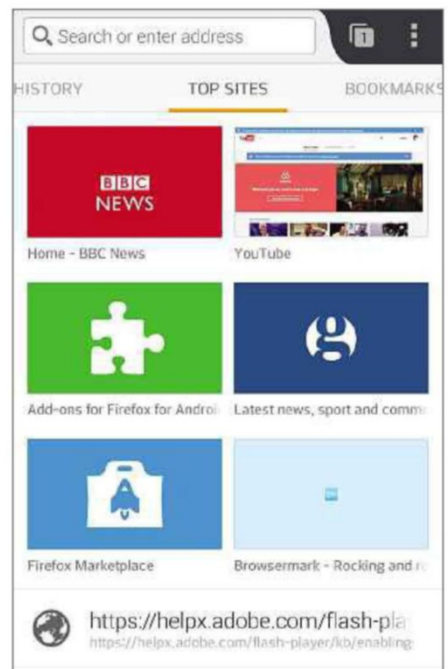 Search or enter address
1
HISTORY TOP SITES BOOKMARKS
BBC
NEWS
Home - BBC News YouTube
g
Add-ons for Firefox for Androi Latest news, sport and comm
Firefox Marketplace Browsermark - Rocking and r
https://helpx.adobe.com/flash-pla
https://helpx.adobe.com/flash-player/kb/enabling